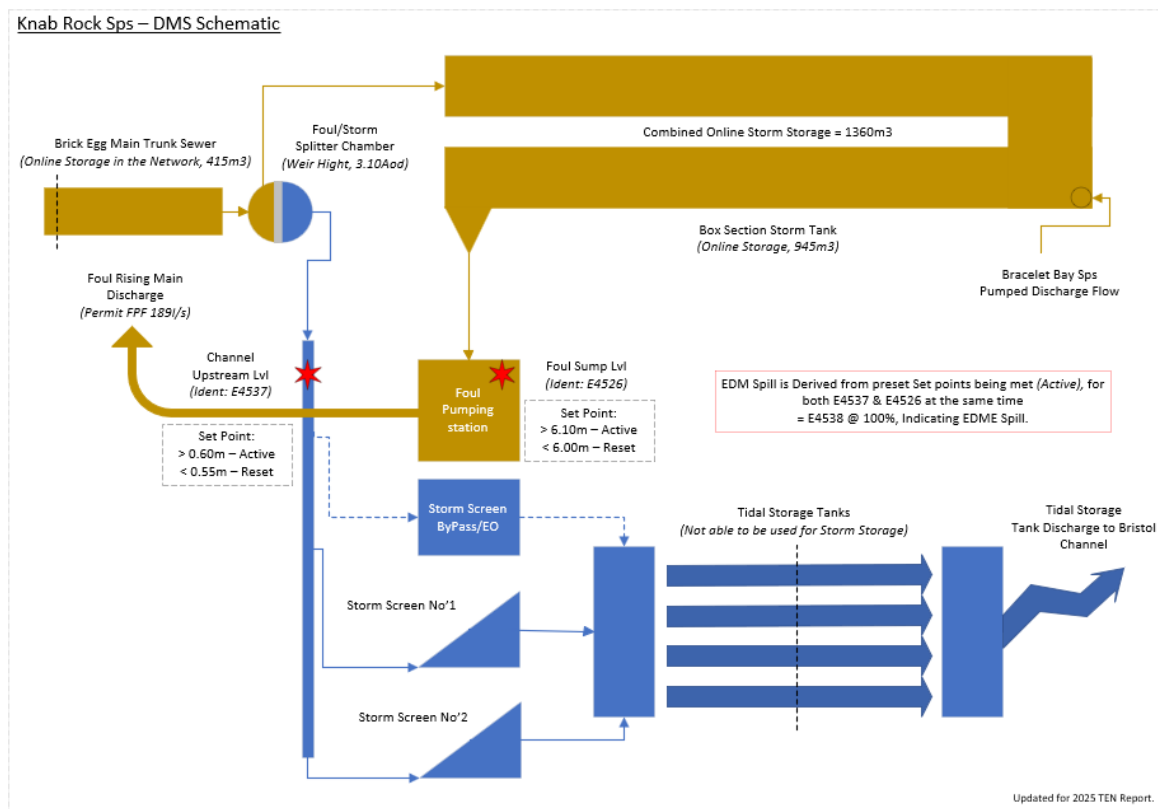 Knab Rock Sps – DMS Schematic
Brick Egg Main Trunk Sewer
(Online Storage in the Network, 415m3)
Foul/Storm
Splitter Chamber
(Weir Hight, 3.10Aod)
Combined Online Storm Storage = 1360m3
Box Section Storm Tank
(Online Storage, 945m3)
Bracelet Bay Sps
Pumped Discharge Flow
Foul Rising Main
Discharge
(Permit FPF 189l/s)
Channel
Upstream Lvl
(Ident: E4537)
Set Point:
> 0.60m – Active
< 0.55m – Reset
Foul
Pumping
station
Foul Sump Lvl
(Ident: E4526)
Set Point:
> 6.10m – Active
< 6.00m – Reset
EDM Spill is Derived from preset Set points being met (Active), for
both E4537 & E4526 at the same time
= E4538 @ 100%, Indicating EDME Spill.
Storm Screen
ByPass/EO
Tidal Storage Tanks
(Not able to be used for Storm Storage)
Tidal Storage
Tank Discharge to Bristol
Channel
Storm Screen No'1
Storm Screen No'2
Updated for 2025 TEN Report.